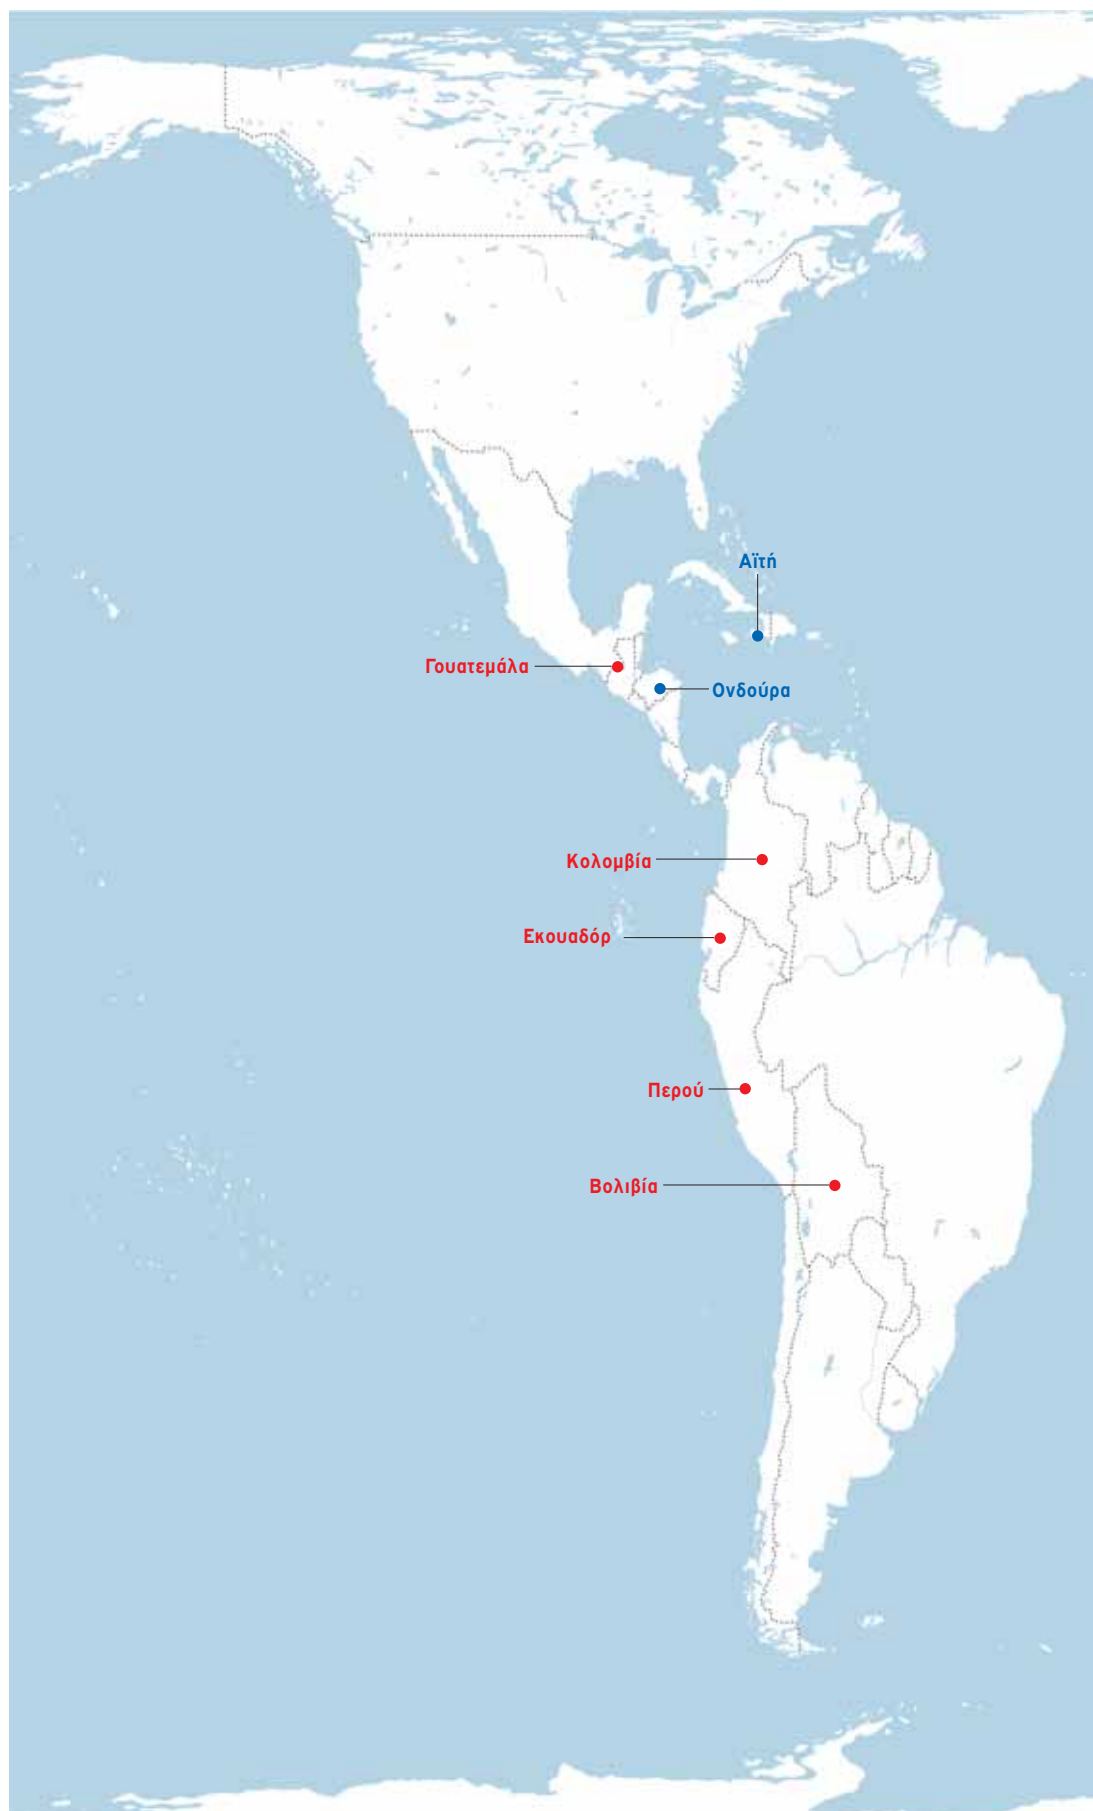 Αϊτή
Γουατεμάλα
Ονδούρα
Κολομβία
Εκουαδόρ
Περού
Βολιβία